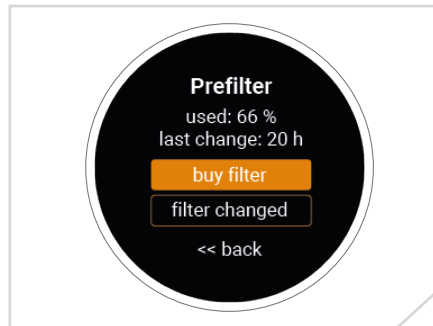 Prefilter
used: 66 %
last change: 20 h
buy filter
filter changed
<< back